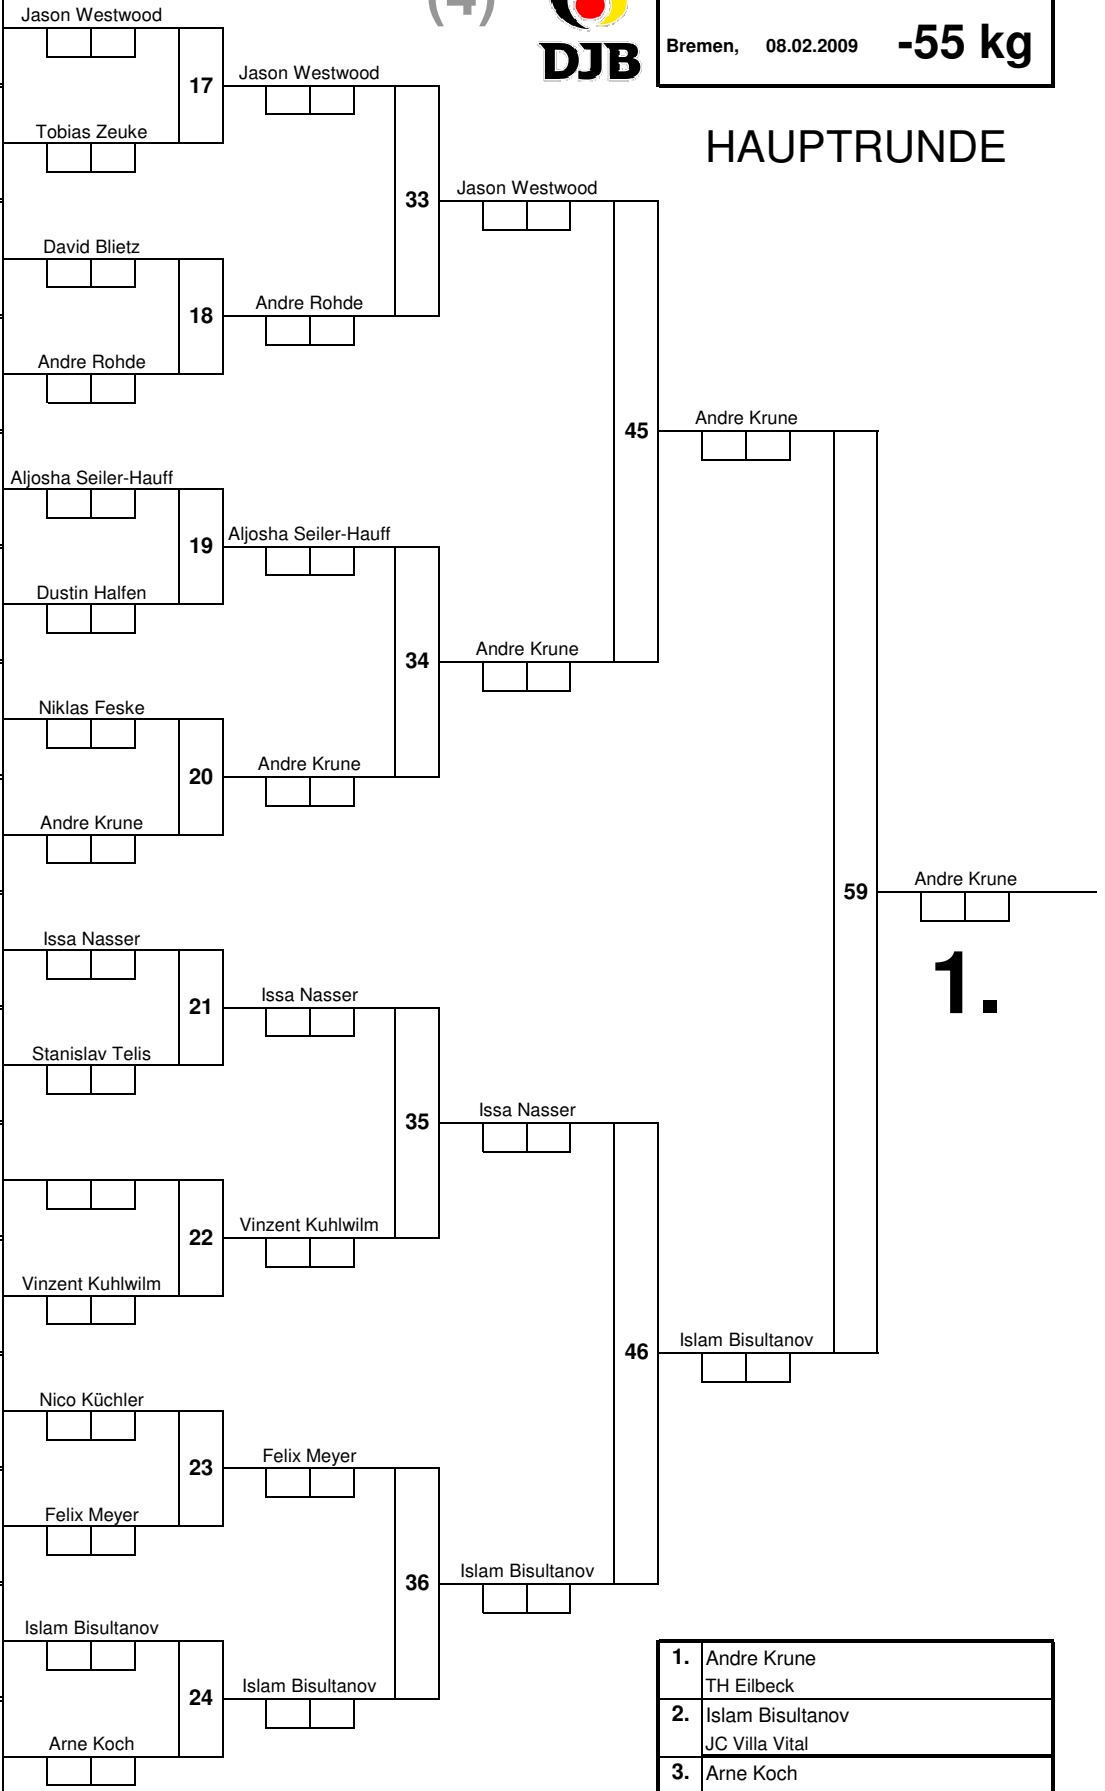 (4)
DJB
Bremen, 08.02.2009 -55 kg
HAUPTRUNDE
Jason Westwood
17
Jason Westwood
Tobias Zeuke
33
Jason Westwood
David Blietz
18
Andre Rohde
Andre Rohde
45
Andre Krune
Aljosha Seiler-Hauff
19
Aljosha Seiler-Hauff
Dustin Halfen
34
Andre Krune
Niklas Feske
20
Andre Krune
Andre Krune
59
Andre Krune
1.
Issa Nasser
21
Issa Nasser
Stanislav Telis
35
Issa Nasser
22
Vinzent Kuhlwilm
Vinzent Kuhlwilm
46
Islam Bisultanov
Nico Küchler
23
Felix Meyer
Felix Meyer
36
Islam Bisultanov
Islam Bisultanov
24
Islam Bisultanov
Arne Koch
1. Andre Krune
TH Eilbeck
2. Islam Bisultanov
JC Villa Vital
3. Arne Koch